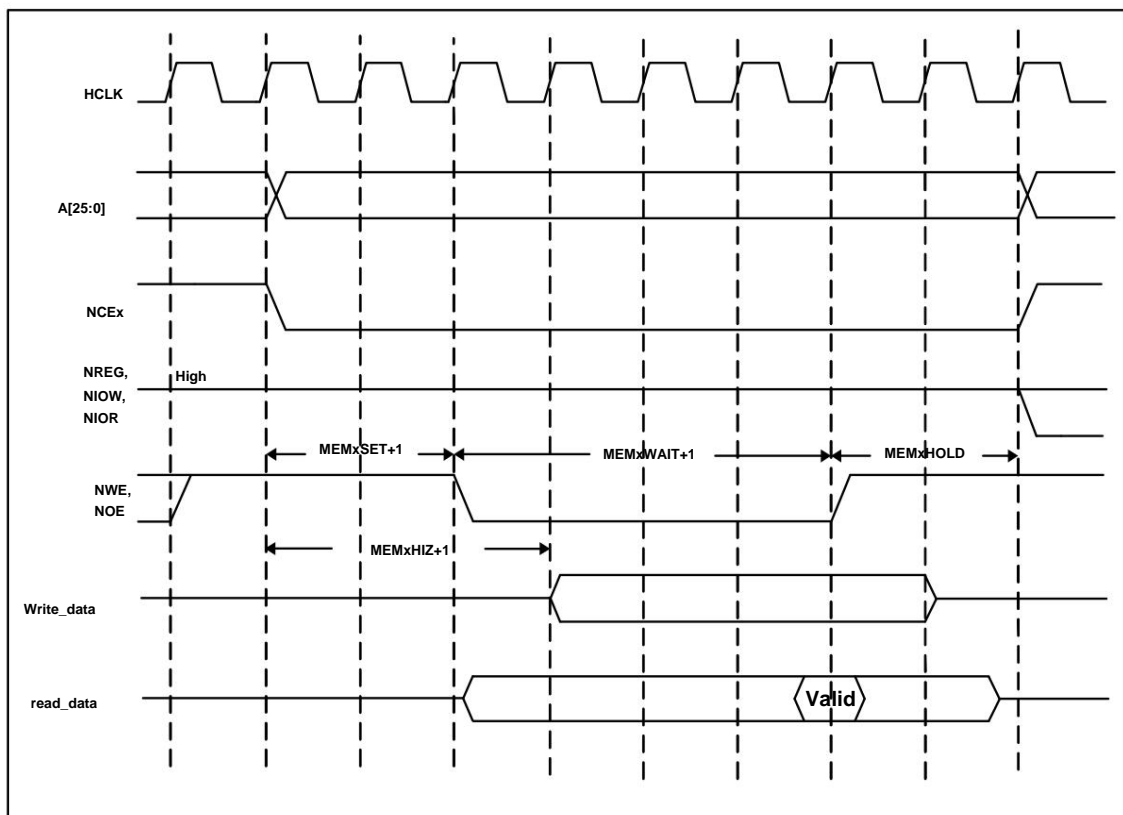 HCLK
A[25:0]
NCEx
NREG,
NIOW,
NIOR
High
MEMxSET+1
MEMxWAIT+1
MEMxHOLD
NWE,
NOE
MEMxHIZ+1
Write_data
read_data
Valid